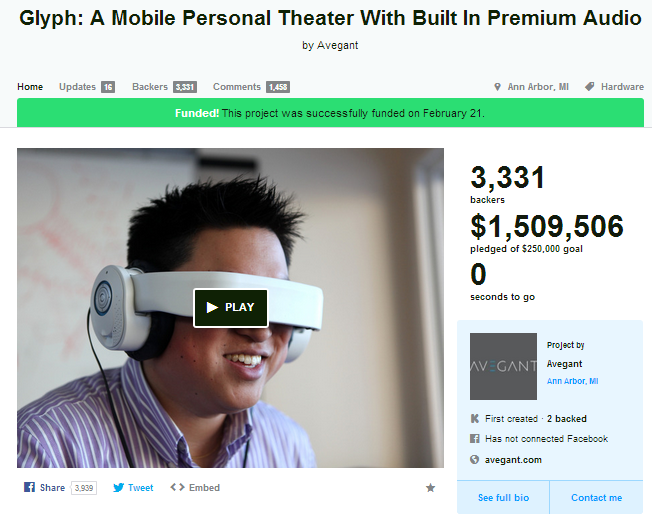 Glyph: A Mobile Personal Theater With Built In Premium Audio
by Avegant
Home Updates 16 Backers 3,331 Comments 1,458 Ann Arbor, MI Hardware
Funded! This project was successfully funded on February 21.
PLAY
3,331
backers
$1,509,506
pledged of $250,000 goal
0
seconds to go
AVEGANT
Project by
Avegant
Ann Arbor, MI
First created · 2 backed
Has not connected Facebook
avegant.com
See full bio Contact me
Share 3,939 Tweet Embed